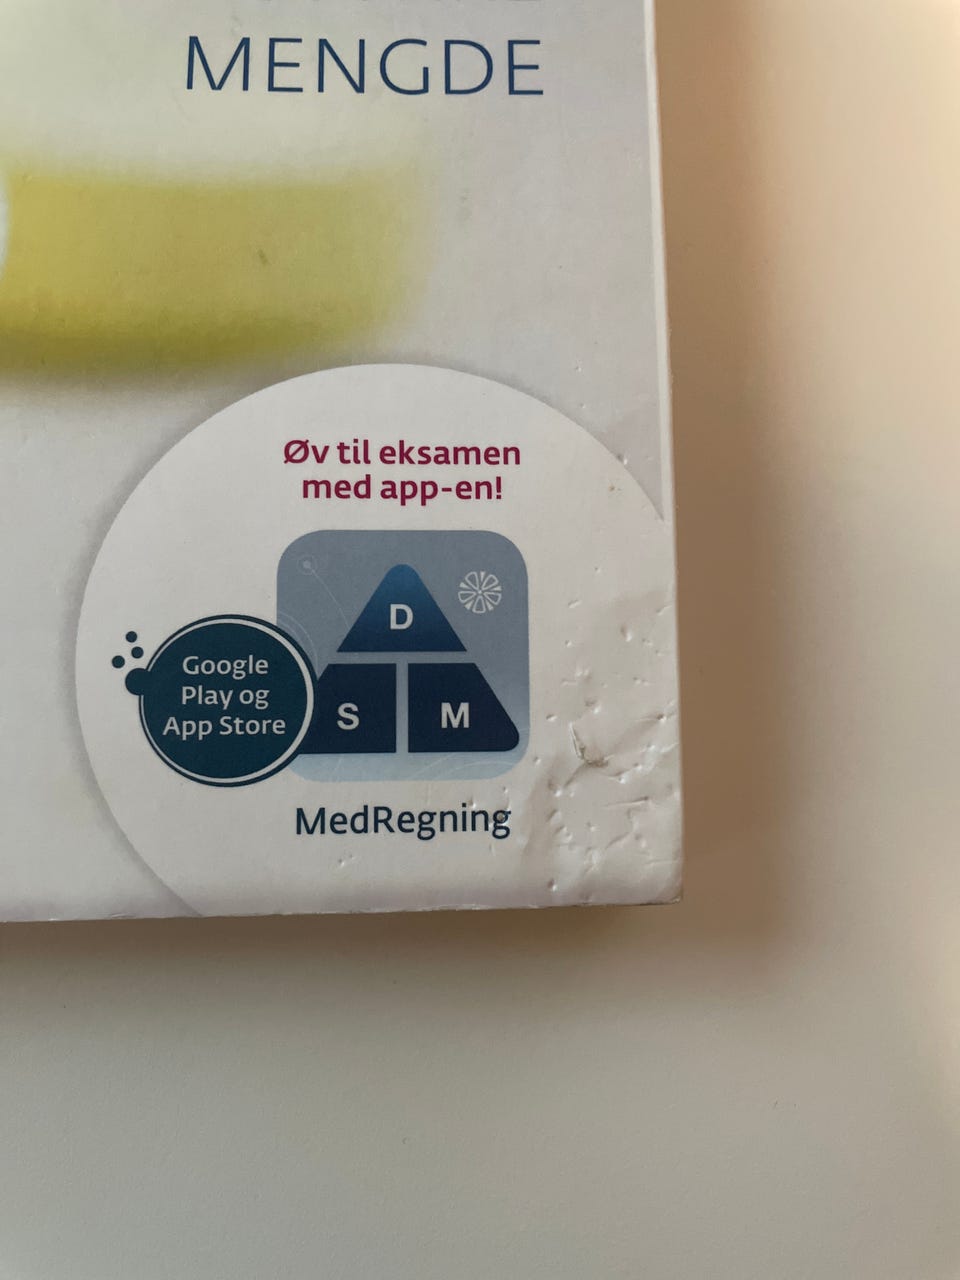 MENGDE
Øv til eksamen
med app-en!
D
S M
Google
Play og
App Store
MedRegning